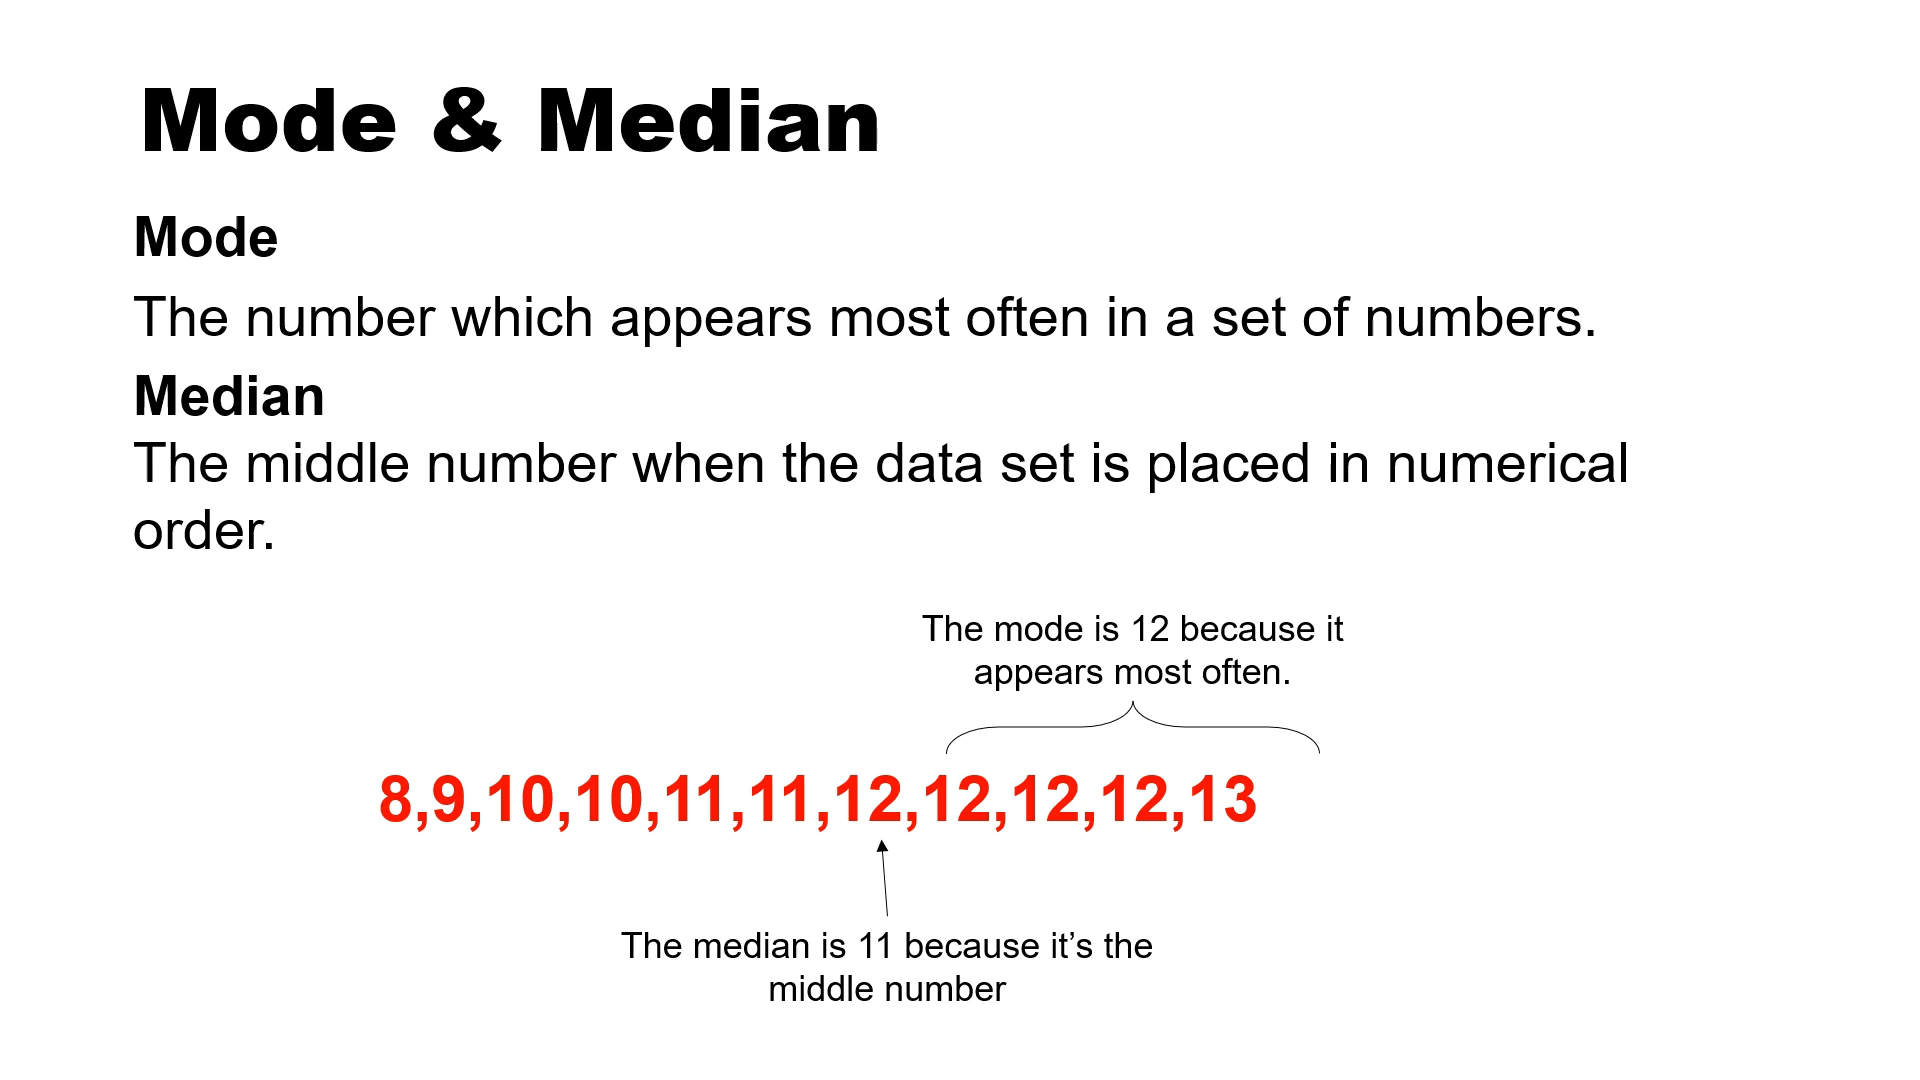 Mode & Median
Mode
The number which appears most often in a set of numbers.
Median
The middle number when the data set is placed in numerical
order.
The mode is 12 because it
appears most often.
8,9,10,10,11,11,12,12,12,12,13
The median is 11 because it’s the
middle number